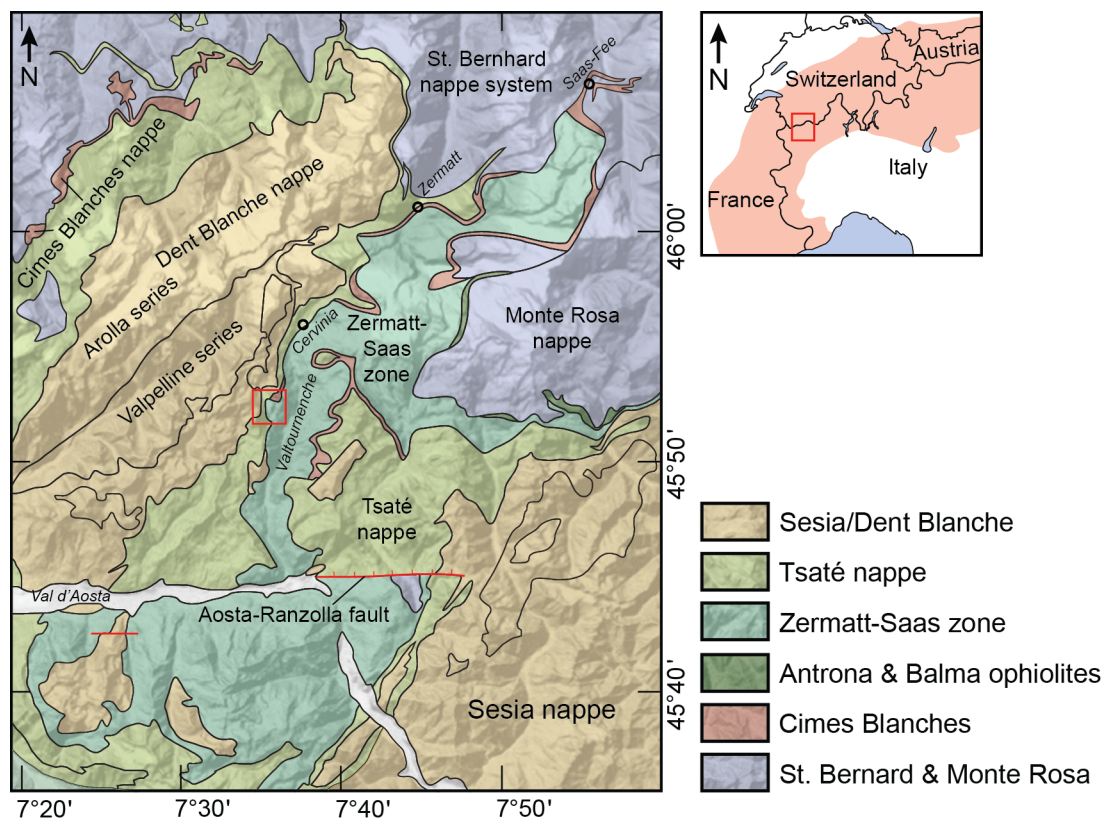 N
St. Bernhard
nappe system
Saas-Fee
Zermatt
Cimes Blanches nappe
Dent Blanche nappe
Arolla series
Valpelline series
Cervinia
Zermatt-
Saas
zone
Monte Rosa
nappe
Valtoumenche
Tsaté
nappe
Val d'Aosta
Aosta-Ranzolla fault
Sesia nappe
46°00'
45°50'
45°40'
7°20'
7°30'
7°40'
7°50'
N
Austria
Switzerland
Italy
France
Sesia/Dent Blanche
Tsaté nappe
Zermatt-Saas zone
Antrona & Balma ophiolites
Cimes Blanches
St. Bernard & Monte Rosa